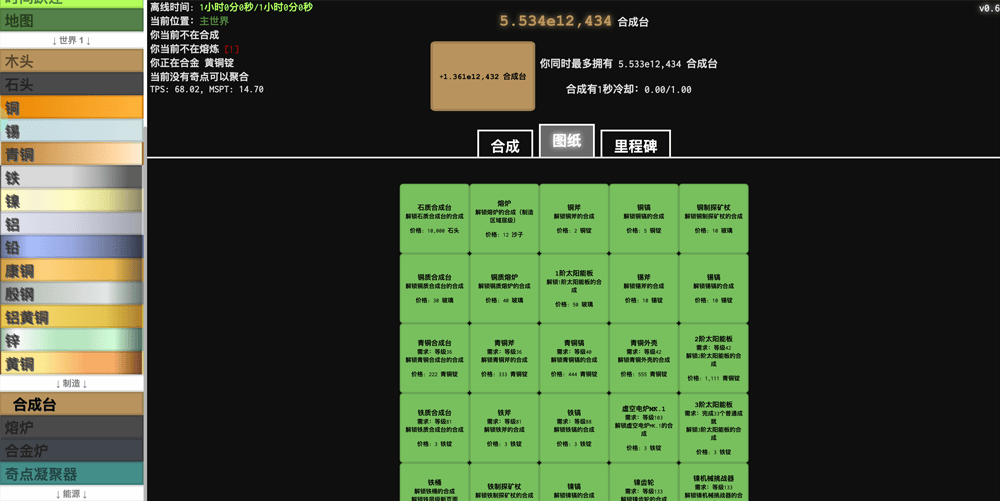 时间跃迁
地图
↓ 世界 1 ↓
木头
石头
铜
锡
青铜
铁
镍
铝
铅
康铜
殷钢
铝黄铜
锌
黄铜
↓ 制造 ↓
合成台
熔炉
合金炉
奇点凝聚器
↓ 能源 ↓
离线时间: 1小时0分0秒/1小时0分0秒
当前位置: 主世界
你当前不在合成
你当前不在熔炼 [1]
你正在合金 黄铜锭
当前没有奇点可以聚合
TPS: 68.02, MSPT: 14.70
v0.6
5.534e12,434 合成台
+1.361e12,432 合成台
你同时最多拥有 5.533e12,434 合成台
合成有1秒冷却: 0.00/1.00
合成
图纸
里程碑
石质合成台
解锁石质合成台的合成
价格: 10,000 石头
熔炉
解锁熔炉的合成 (制造
区域层级)
价格: 12 沙子
铜斧
解锁铜斧的合成
价格: 2 铜锭
铜镐
解锁铜镐的合成
价格: 5 铜锭
铜制探矿杖
解锁铜制探矿杖的合成
价格: 10 玻璃
铜质合成台
解锁铜质合成台的合成
价格: 30 玻璃
铜质熔炉
解锁铜质熔炉的合成
价格: 40 玻璃
1阶太阳能板
解锁1阶太阳能板的合
成
价格: 50 玻璃
锡斧
解锁锡斧的合成
价格: 10 锡锭
锡镐
解锁锡镐的合成
价格: 10 锡锭
青铜合成台
需求: 等级36
解锁青铜合成台的合成
价格: 222 青铜锭
青铜斧
需求: 等级36
解锁青铜斧的合成
价格: 333 青铜锭
青铜镐
需求: 等级40
解锁青铜镐的合成
价格: 444 青铜锭
青铜外壳
需求: 等级42
解锁青铜外壳的合成
价格: 555 青铜锭
2阶太阳能板
需求: 等级42
解锁2阶太阳能板的合
成
价格: 1,111 青铜锭
铁质合成台
需求: 等级81
解锁铁质合成台的合成
价格: 3 铁锭
铁斧
需求: 等级81
解锁铁斧的合成
价格: 3 铁锭
铁镐
需求: 等级88
解锁铁镐的合成
价格: 3 铁锭
虚空电炉MK.1
需求: 等级103
解锁虚空电炉MK.1的合
成
价格: 3 铁锭
3阶太阳能板
需求: 完成33个普通成
就
解锁3阶太阳能板的合
成
价格: 3 铁锭
铁桶
解锁铁桶的合成
解锁铁层级新页面
铁制探矿杖
解锁铁制探矿杖的合成
镍镐
解锁镍镐的合成
镍齿轮
需求: 等级133
解锁镍齿轮的合成
镍机械挑战器
需求: 等级133
解锁镍机械挑战器的合